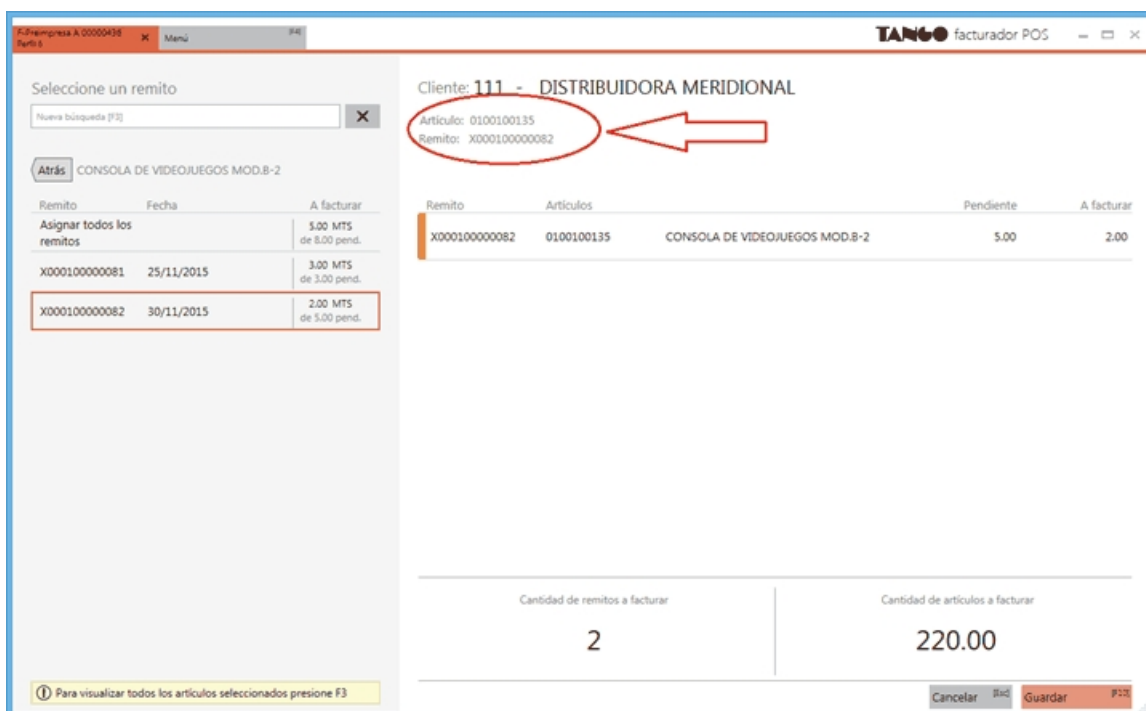 F-Preimpresa A 00000436
Perfil 6
Menú [F4]
TANGO facturador POS
Seleccione un remito
Nueva búsqueda [F3]
Atrás CONSOLA DE VIDEOJUEGOS MOD.B-2
Remito Fecha A facturar
Asignar todos los remitos 5.00 MTS
de 8.00 pend.
X000100000081 25/11/2015 3.00 MTS
de 3.00 pend.
X000100000082 30/11/2015 2.00 MTS
de 5.00 pend.
Para visualizar todos los artículos seleccionados presione F3
Cliente: 111 - DISTRIBUIDORA MERIDIONAL
Artículo: 0100100135
Remito: X000100000082
Remito Artículos Pendiente A facturar
X000100000082 0100100135 CONSOLA DE VIDEOJUEGOS MOD.B-2 5.00 2.00
Cantidad de remitos a facturar
2
Cantidad de artículos a facturar
220.00
Cancelar [Esc] Guardar